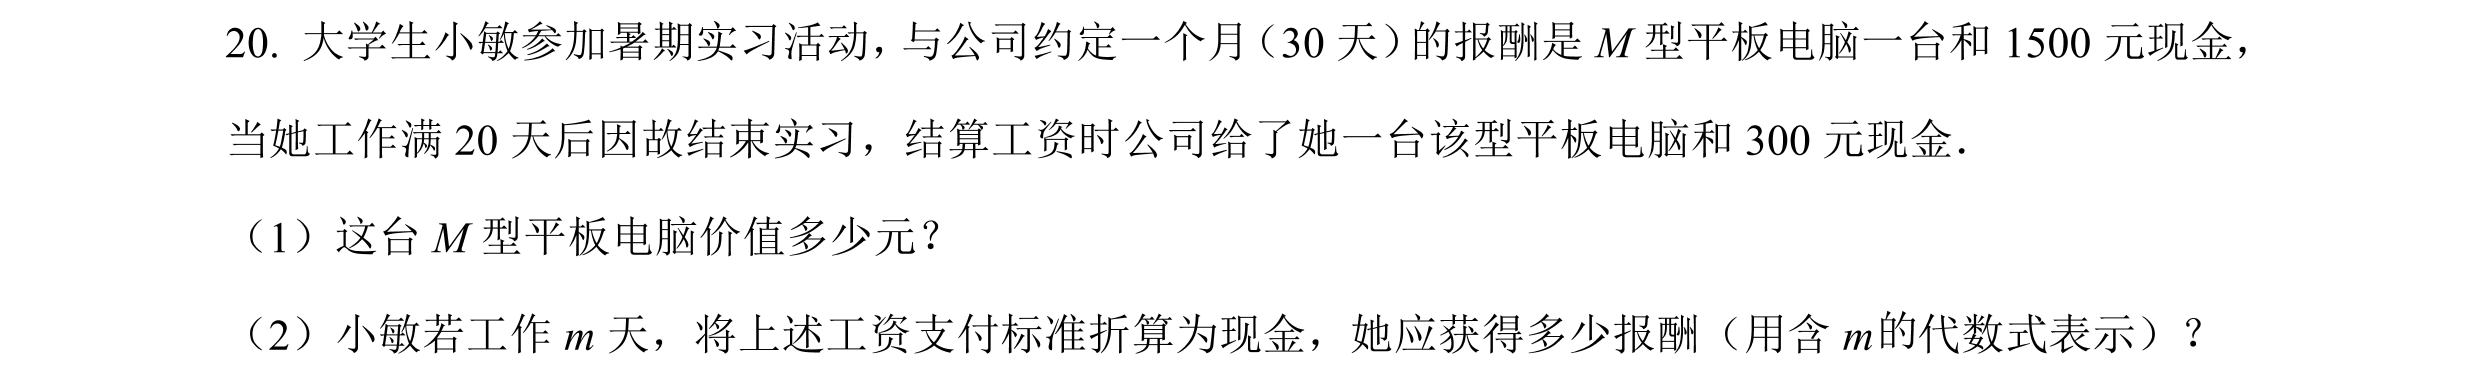 20. 大学生小敏参加暑期实习活动，与公司约定一个月（30 天）的报酬是 M 型平板电脑一台和 1500 元现金，
当她工作满 20 天后因故结束实习，结算工资时公司给了她一台该型平板电脑和 300 元现金．
（1）这台 M 型平板电脑价值多少元？
（2）小敏若工作 m 天，将上述工资支付标准折算为现金，她应获得多少报酬（用含 m的代数式表示）？